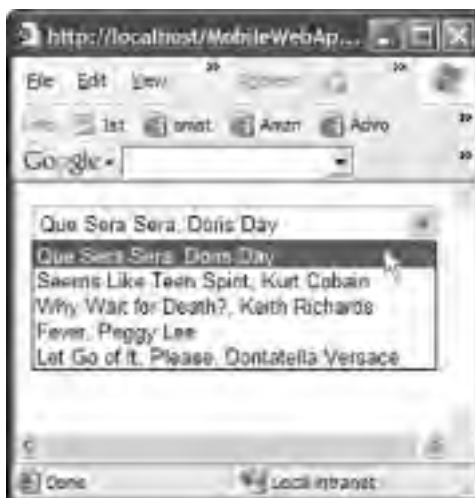 http://localhost/MobileWebAp...
File Edit View »
»
1st
Amzn
»
Google
»
Que Sera Sera, Doris Day
Que Sera Sera, Doris Day
Seems Like Teen Spirit, Kurt Cobain
Why Wait for Death?, Keith Richards
Fever, Peggy Lee
Let Go of It, Please, Dontatella Versace
Done Local intranet